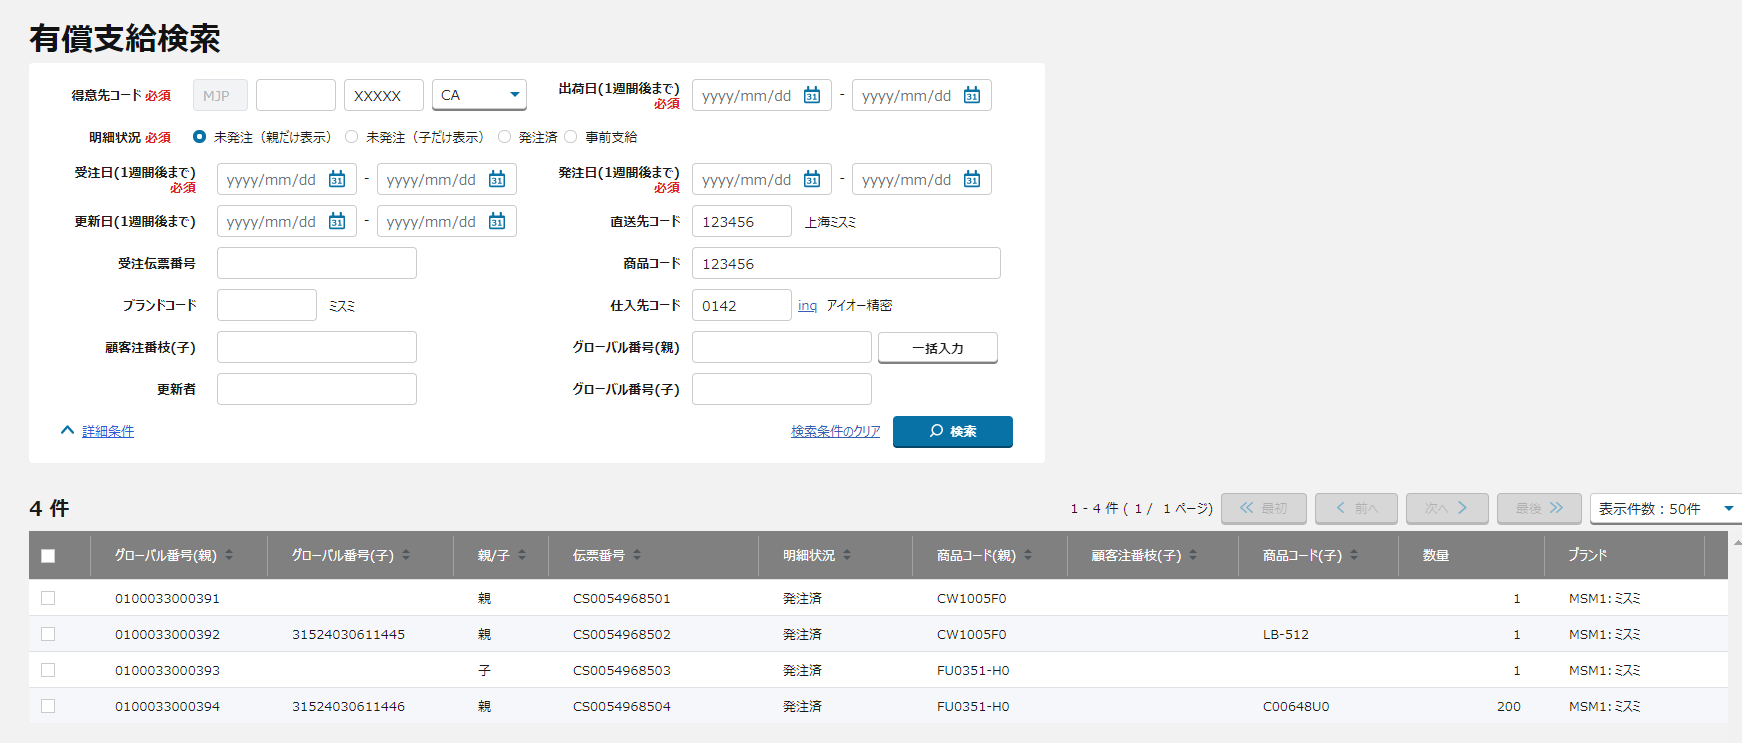 有償支給検索
得意先コード 必須 MJP XXXXX CA 出荷日(1週間後まで) 必須 yyyy/mm/dd 31 - yyyy/mm/dd 31
明細状況 必須 未発注（親だけ表示） 未発注（子だけ表示） 発注済 事前支給
受注日(1週間後まで) 必須 yyyy/mm/dd 31 - yyyy/mm/dd 31 発注日(1週間後まで) 必須 yyyy/mm/dd 31 - yyyy/mm/dd 31
更新日(1週間後まで) yyyy/mm/dd 31 - yyyy/mm/dd 31 直送先コード 123456 上海ミスミ
受注伝票番号 商品コード 123456
ブランドコード ミスミ 仕入先コード 0142 inq アイオー精密
顧客注番枝(子) グローバル番号(親) 一括入力
更新者 グローバル番号(子)
詳細条件 検索条件のクリア 検索
4 件 1 - 4 件 ( 1 / 1 ページ) 最初 前へ 次へ 最後 表示件数：50件
グローバル番号(親) グローバル番号(子) 親/子 伝票番号 明細状況 商品コード(親) 顧客注番枝(子) 商品コード(子) 数量 ブランド
0100033000391 親 CS0054968501 発注済 CW1005F0 1 MSM1:ミスミ
0100033000392 31524030611445 親 CS0054968502 発注済 CW1005F0 LB-512 1 MSM1:ミスミ
0100033000393 子 CS0054968503 発注済 FU0351-H0 1 MSM1:ミスミ
0100033000394 31524030611446 親 CS0054968504 発注済 FU0351-H0 C00648U0 200 MSM1:ミスミ